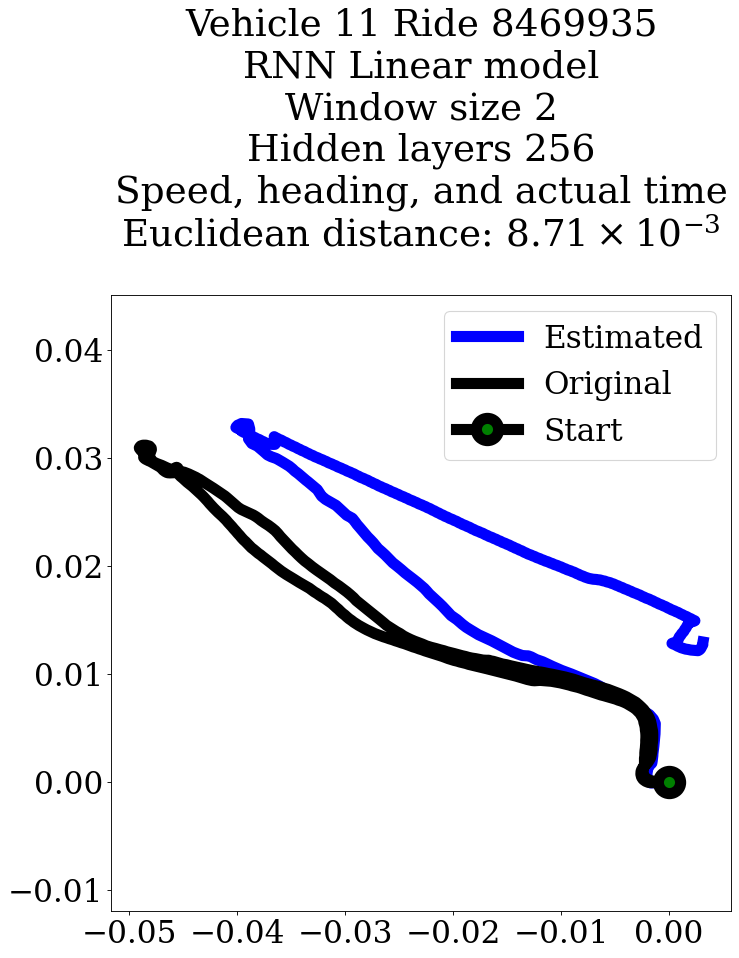 Vehicle 11 Ride 8469935
RNN Linear model
Window size 2
Hidden layers 256
Speed, heading, and actual time
Euclidean distance: 8.71 × 10⁻³
Estimated
Original
Start
0.04
0.03
0.02
0.01
0.00
−0.01
−0.05 −0.04 −0.03 −0.02 −0.01 0.00